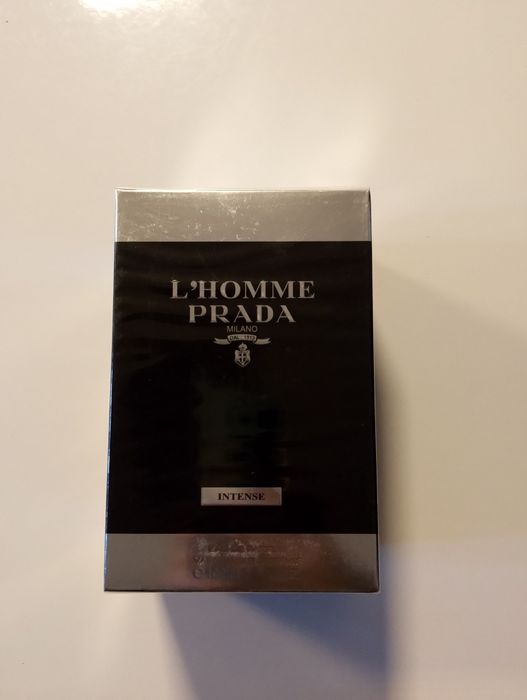 L'HOMME
PRADA
MILANO
DAL 1913
INTENSE